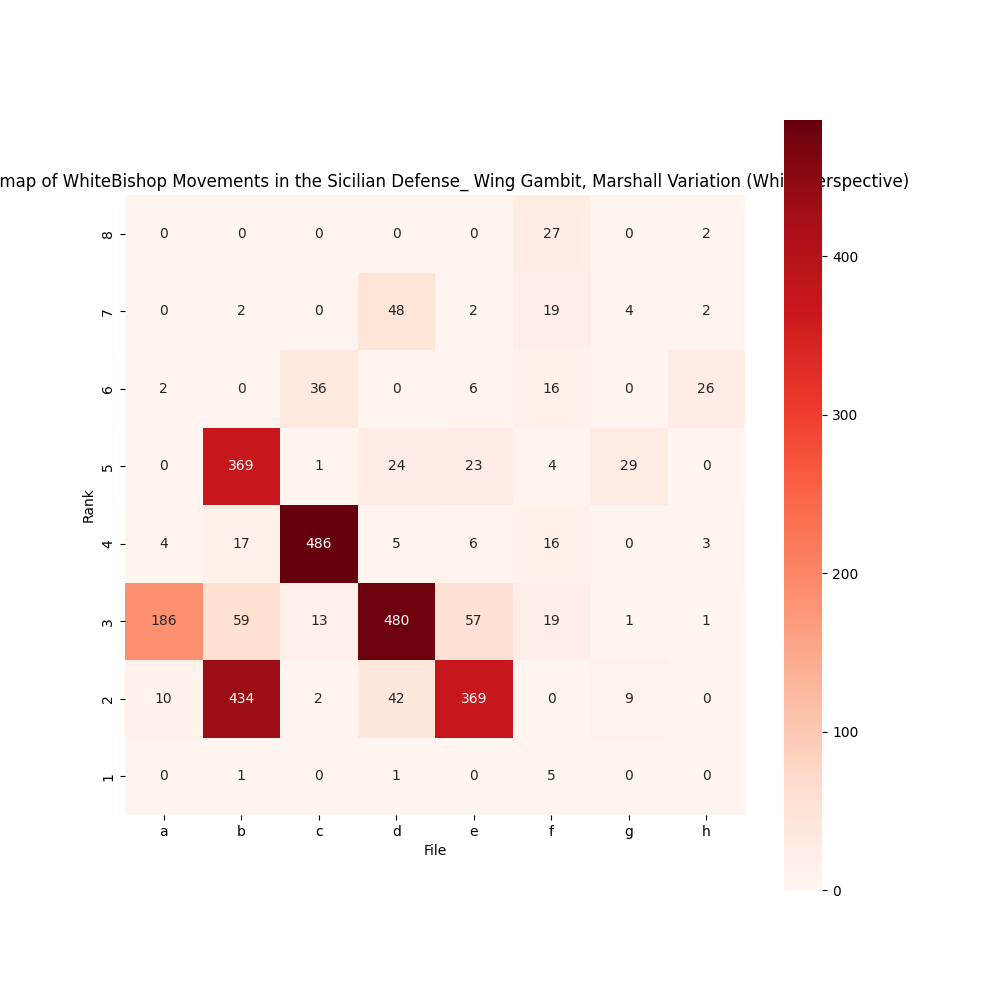 map of WhiteBishop Movements in the Sicilian Defense_ Wing Gambit, Marshall Variation (Whi erspective)
8 0 0 0 0 0 27 0 2
7 0 2 0 48 2 19 4 2
6 2 0 36 0 6 16 0 26
5 0 369 1 24 23 4 29 0
4 4 17 486 5 6 16 0 3
3 186 59 13 480 57 19 1 1
2 10 434 2 42 369 0 9 0
1 0 1 0 1 0 5 0 0
a b c d e f g h
File
Rank
400
300
200
100
0